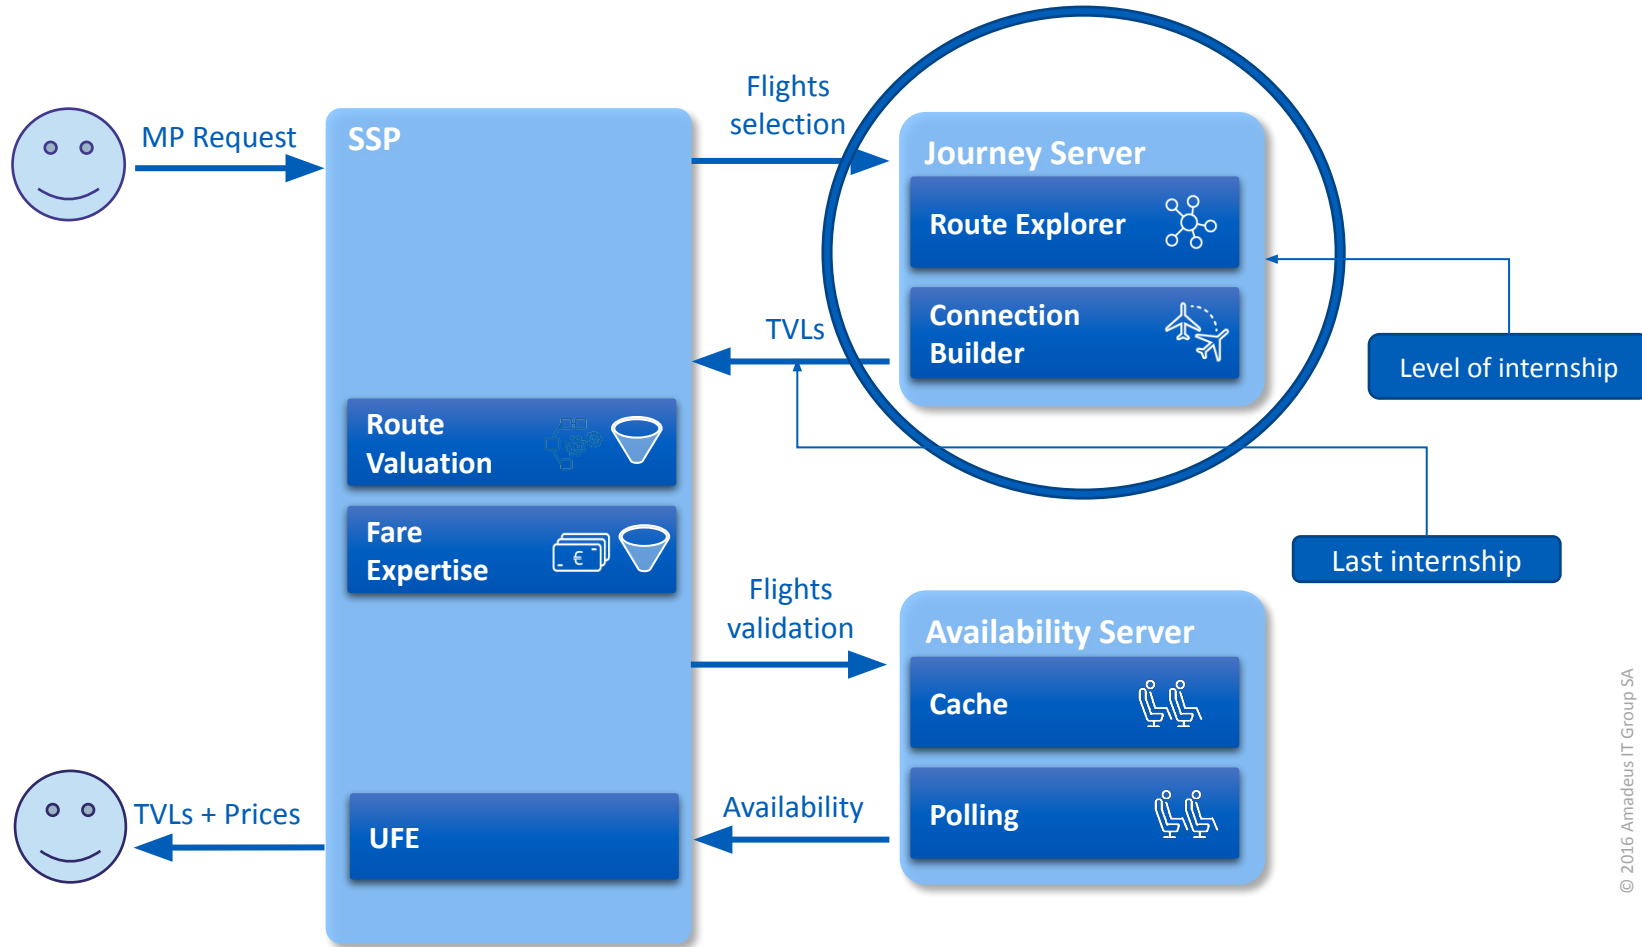 MP Request
SSP
Flights
selection
Journey Server
Route Explorer
Connection
Builder
TVLs
Level of internship
Route
Valuation
Fare
Expertise
€
Last internship
Flights
validation
Availability Server
Cache
Polling
Availability
UFE
TVLs + Prices
© 2016 Amadeus IT Group SA